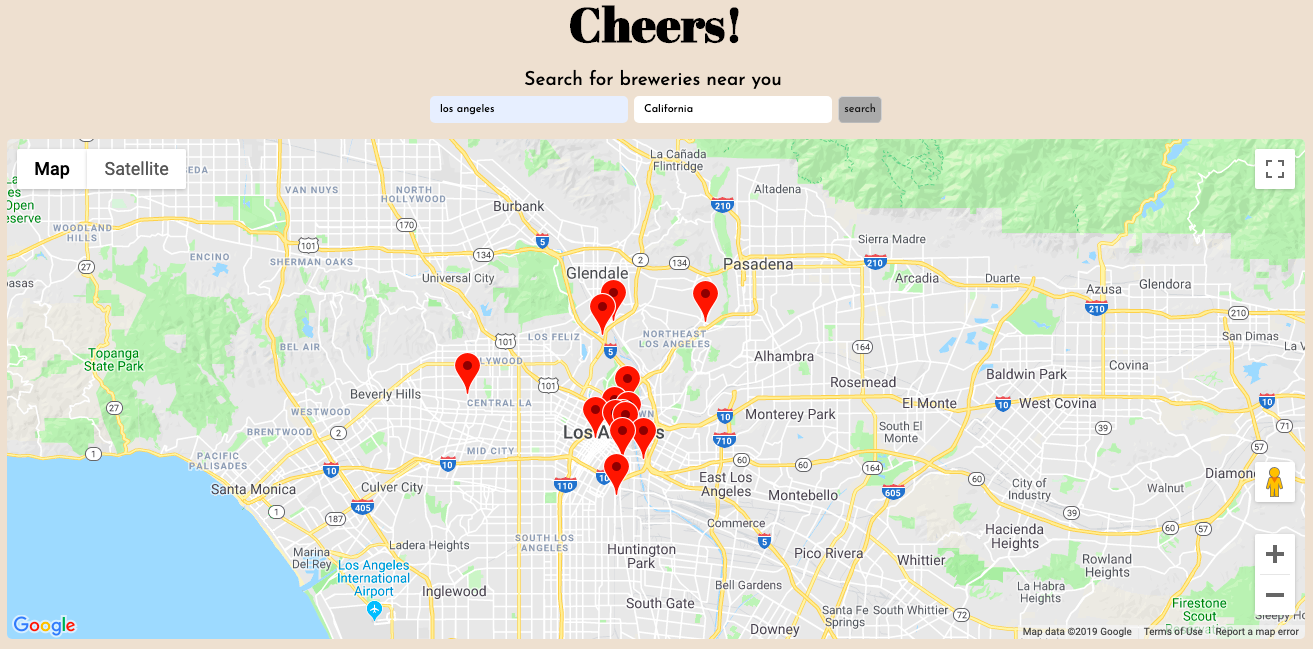 Cheers!
Search for breweries near you
los angeles California search
Map Satellite
La Cañada
Flintridge
Altadena
VAN NUYS
NORTH
HOLLYWOOD
Burbank
210
Open
WOODLAND
HILLS
170
5
101
134
2
134
Sierra Madre
ENCINO
SHERMAN OAKS
Universal City
Glendale
Pasadena
210
Arcadia
Duarte
Azusa
Glendora
27
210
210
San Dimas
101
LOS FELIZ
NORTHEAST
LOS ANGELES
BEL AIR
5
164
Topanga
State Park
Alhambra
Covina
Baldwin Park
Rosemead
101
Beverly Hills
CENTRAL LA
27
WESTWOOD
El Monte
10
West Covina
10
10
Monterey Park
2
BRENTWOOD
South El
Monte
39
71
710
MID CITY
57
1
PACIFIC
PALISADES
10
10
60
60
164
60
East Los
Angeles
Santa Monica
Culver City
110
Montebello
605
City of
Industry
Walnut
405
1
187
39
60
57
Commerce
Hacienda
Heights
SOUTH LOS
ANGELES
Ladera Heights
Huntington
Park
5
Pico Rivera
Whittier
Rowland
Heights
Marina
Del Rey
Los Angeles
International
Airport
Inglewood
Bell Gardens
La Habra
Heights
South Gate
Santa Fe
Springs
South Whittier
72
Firestone
Scout
Downey
Google
Map data ©2019 Google Terms of Use Report a map error